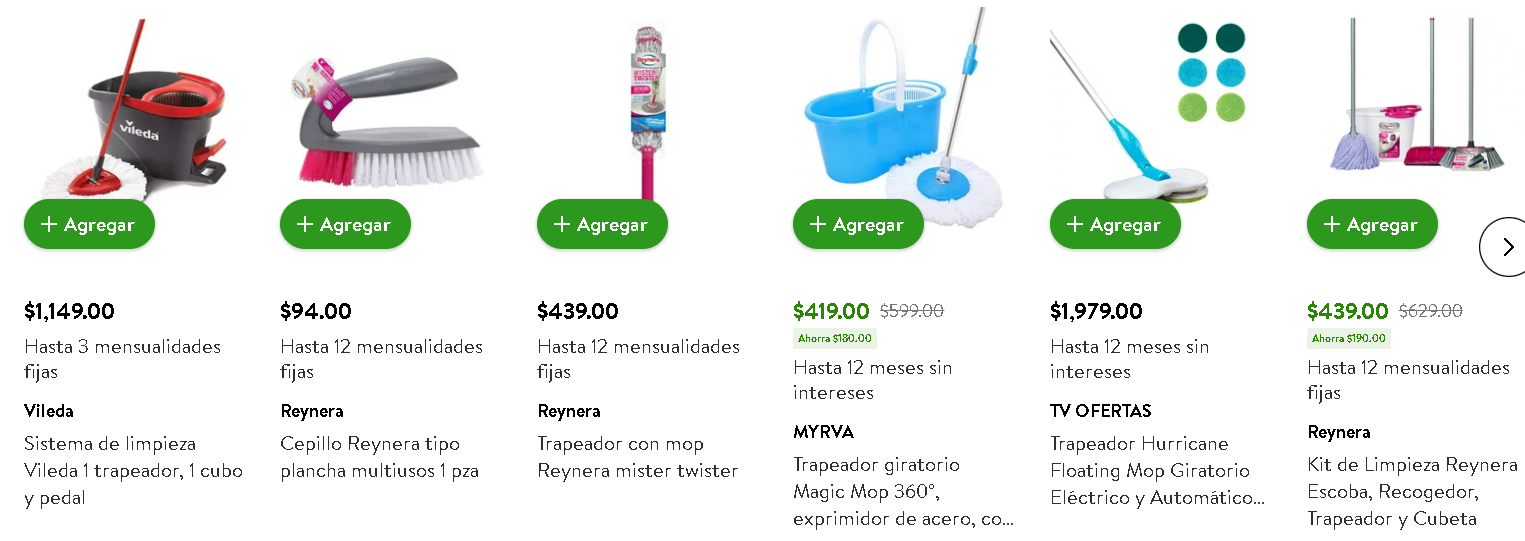 vileda
Reynera
MISTER
TWISTER
+ Agregar
+ Agregar
+ Agregar
+ Agregar
+ Agregar
+ Agregar
$1,149.00
Hasta 3 mensualidades
fijas
Vileda
Sistema de limpieza
Vileda 1 trapeador, 1 cubo
y pedal
$94.00
Hasta 12 mensualidades
fijas
Reynera
Cepillo Reynera tipo
plancha multiusos 1 pza
$439.00
Hasta 12 mensualidades
fijas
Reynera
Trapeador con mop
Reynera mister twister
$419.00 $599.00
Ahorra $180.00
Hasta 12 meses sin
intereses
MYRVA
Trapeador giratorio
Magic Mop 360°,
exprimidor de acero, co...
$1,979.00
Hasta 12 meses sin
intereses
TV OFERTAS
Trapeador Hurricane
Floating Mop Giratorio
Eléctrico y Automático...
$439.00 $629.00
Ahorra $190.00
Hasta 12 mensualidades
fijas
Reynera
Kit de Limpieza Reynera
Escoba, Recogedor,
Trapeador y Cubeta